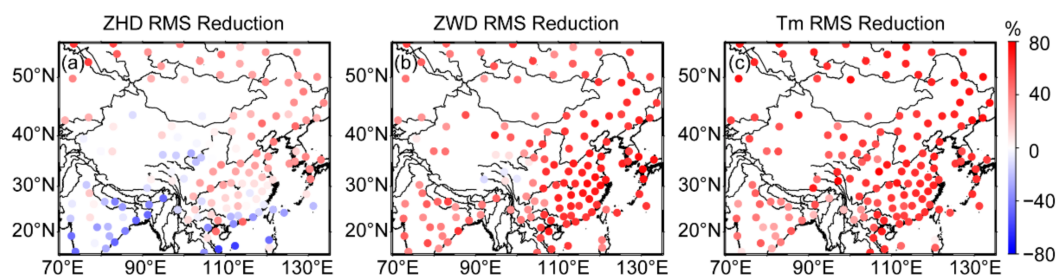 ZHD RMS Reduction
ZWD RMS Reduction
Tm RMS Reduction
%
(a)
(b)
(c)
80
40
0
−40
−80
50°N
40°N
30°N
20°N
50°N
40°N
30°N
20°N
50°N
40°N
30°N
20°N
70°E 90°E 110°E 130°E
70°E 90°E 110°E 130°E
70°E 90°E 110°E 130°E